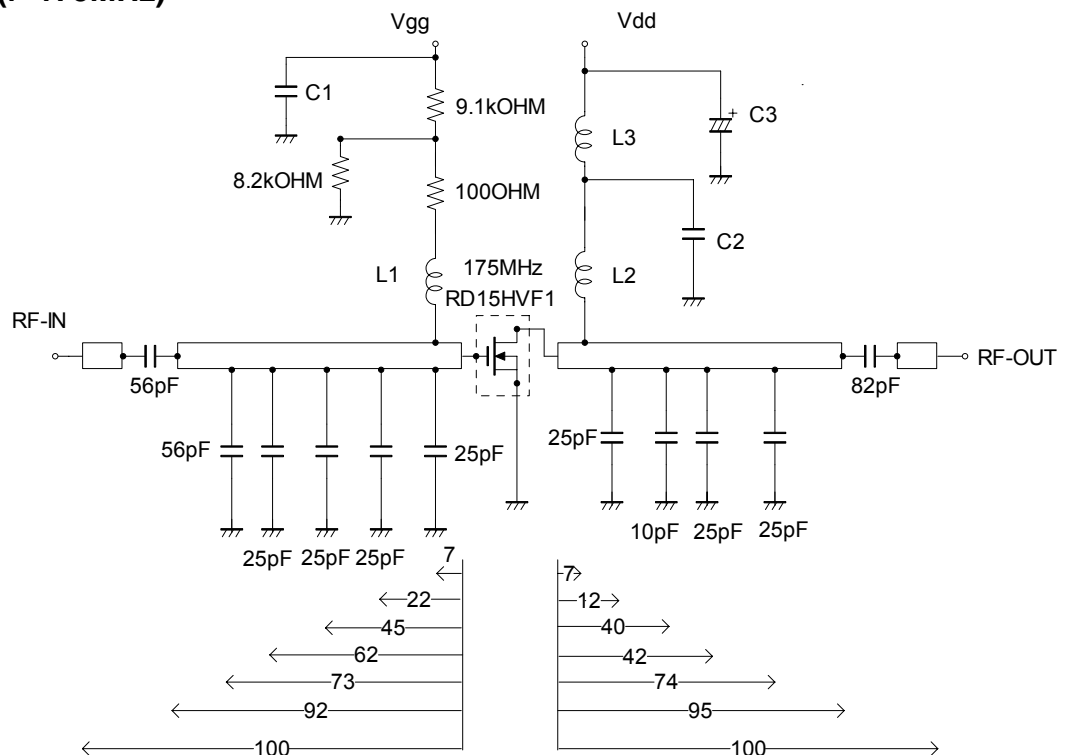 Vgg
Vdd
C1
9.1kOHM
+
C3
L3
8.2kOHM
100OHM
C2
L1
175MHz
L2
RD15HVF1
RF-IN
RF-OUT
56pF
82pF
56pF
25pF
25pF
25pF
25pF
25pF
10pF
25pF
25pF
7
7
22
12
45
40
62
42
73
74
92
95
100
100